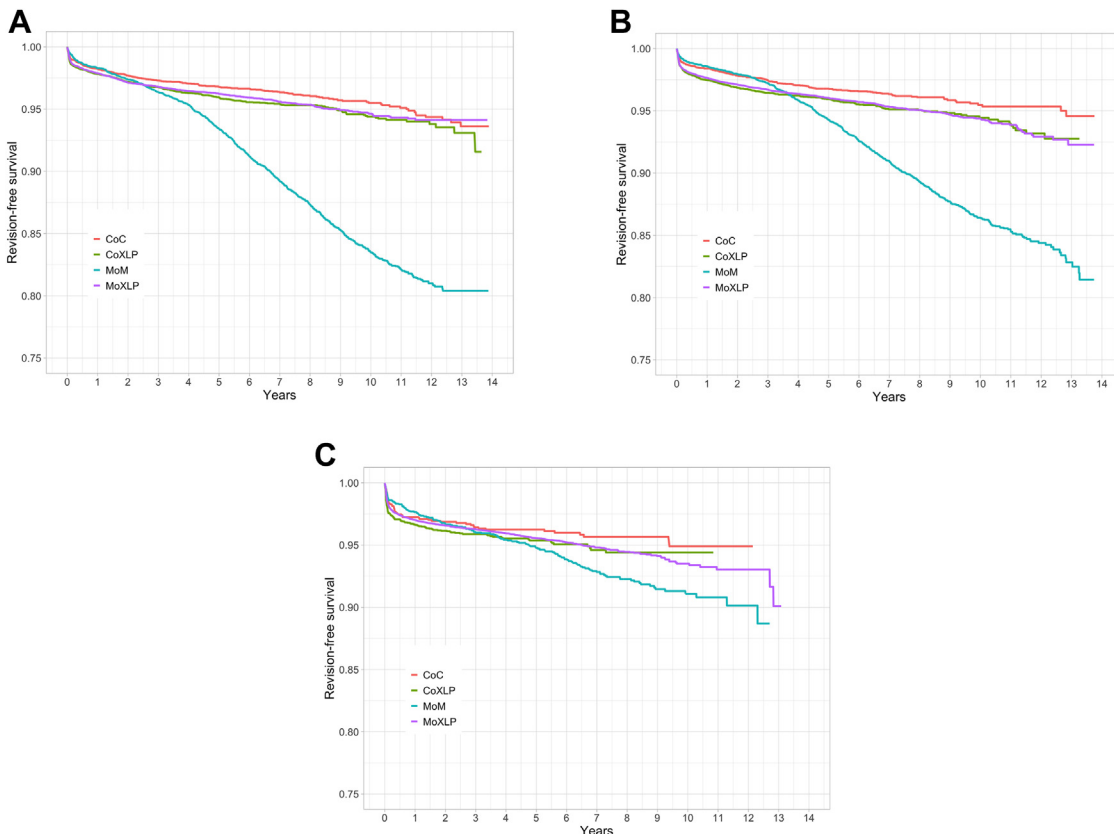 A
1.00
0.95
0.90
0.85
0.80
0.75
Revision-free survival
CoC
CoXLP
MoM
MoXLP
0 1 2 3 4 5 6 7 8 9 10 11 12 13 14
Years
B
1.00
0.95
0.90
0.85
0.80
0.75
Revision-free survival
CoC
CoXLP
MoM
MoXLP
0 1 2 3 4 5 6 7 8 9 10 11 12 13 14
Years
C
1.00
0.95
0.90
0.85
0.80
0.75
Revision-free survival
CoC
CoXLP
MoM
MoXLP
0 1 2 3 4 5 6 7 8 9 10 11 12 13 14
Years